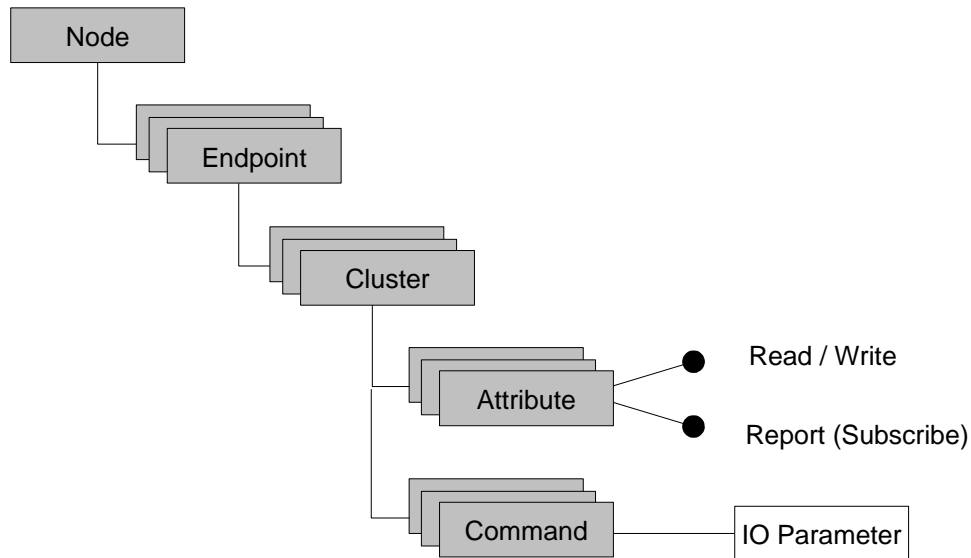 Node
Endpoint
Cluster
Attribute
Read / Write
Report (Subscribe)
Command
IO Parameter